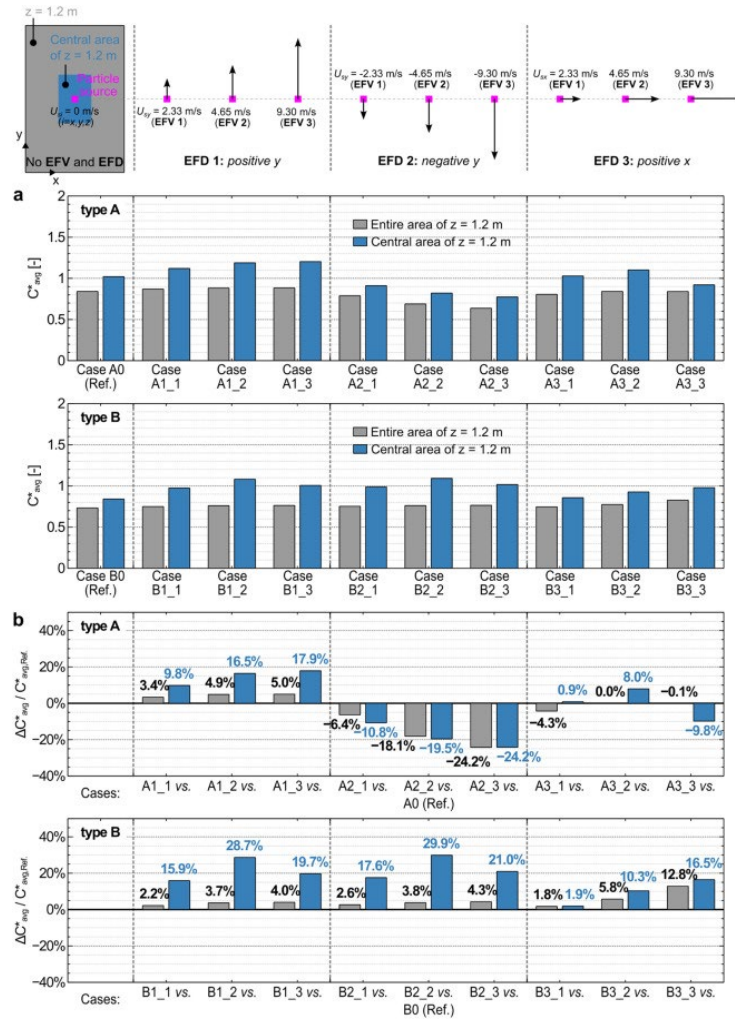 z = 1.2 m
Central area
of z = 1.2 m
Particle
source
U_si = 0 m/s
(i=x,y,z)
y
x
No EFV and EFD
U_sy = 2.33 m/s 4.65 m/s 9.30 m/s
(EFV 1) (EFV 2) (EFV 3)
EFD 1: positive y
U_sy = -2.33 m/s -4.65 m/s -9.30 m/s
(EFV 1) (EFV 2) (EFV 3)
EFD 2: negative y
U_sx = 2.33 m/s 4.65 m/s 9.30 m/s
(EFV 1) (EFV 2) (EFV 3)
EFD 3: positive x
a
type A
Entire area of z = 1.2 m
Central area of z = 1.2 m
C*avg [-]
2
1.5
1
0.5
0
Case A0 Case Case Case Case Case Case Case Case Case
(Ref.) A1_1 A1_2 A1_3 A2_1 A2_2 A2_3 A3_1 A3_2 A3_3
type B
Entire area of z = 1.2 m
Central area of z = 1.2 m
C*avg [-]
2
1.5
1
0.5
0
Case B0 Case Case Case Case Case Case Case Case Case
(Ref.) B1_1 B1_2 B1_3 B2_1 B2_2 B2_3 B3_1 B3_2 B3_3
b
type A
ΔC*avg / C*avg,Ref.
40%
20%
0%
−20%
−40%
3.4% 9.8% 4.9% 16.5% 5.0% 17.9%
−6.4% −10.8% −18.1% −19.5% −24.2% −24.2%
−4.3% 0.9% 0.0% 8.0% −0.1% −9.8%
Cases: A1_1 vs. A1_2 vs. A1_3 vs. A2_1 vs. A2_2 vs. A2_3 vs. A3_1 vs. A3_2 vs. A3_3 vs.
A0 (Ref.)
type B
ΔC*avg / C*avg,Ref.
40%
20%
0%
−20%
−40%
2.2% 15.9% 3.7% 28.7% 4.0% 19.7%
2.6% 17.6% 3.8% 29.9% 4.3% 21.0%
1.8% 1.9% 5.8% 10.3% 12.8% 16.5%
Cases: B1_1 vs. B1_2 vs. B1_3 vs. B2_1 vs. B2_2 vs. B2_3 vs. B3_1 vs. B3_2 vs. B3_3 vs.
B0 (Ref.)